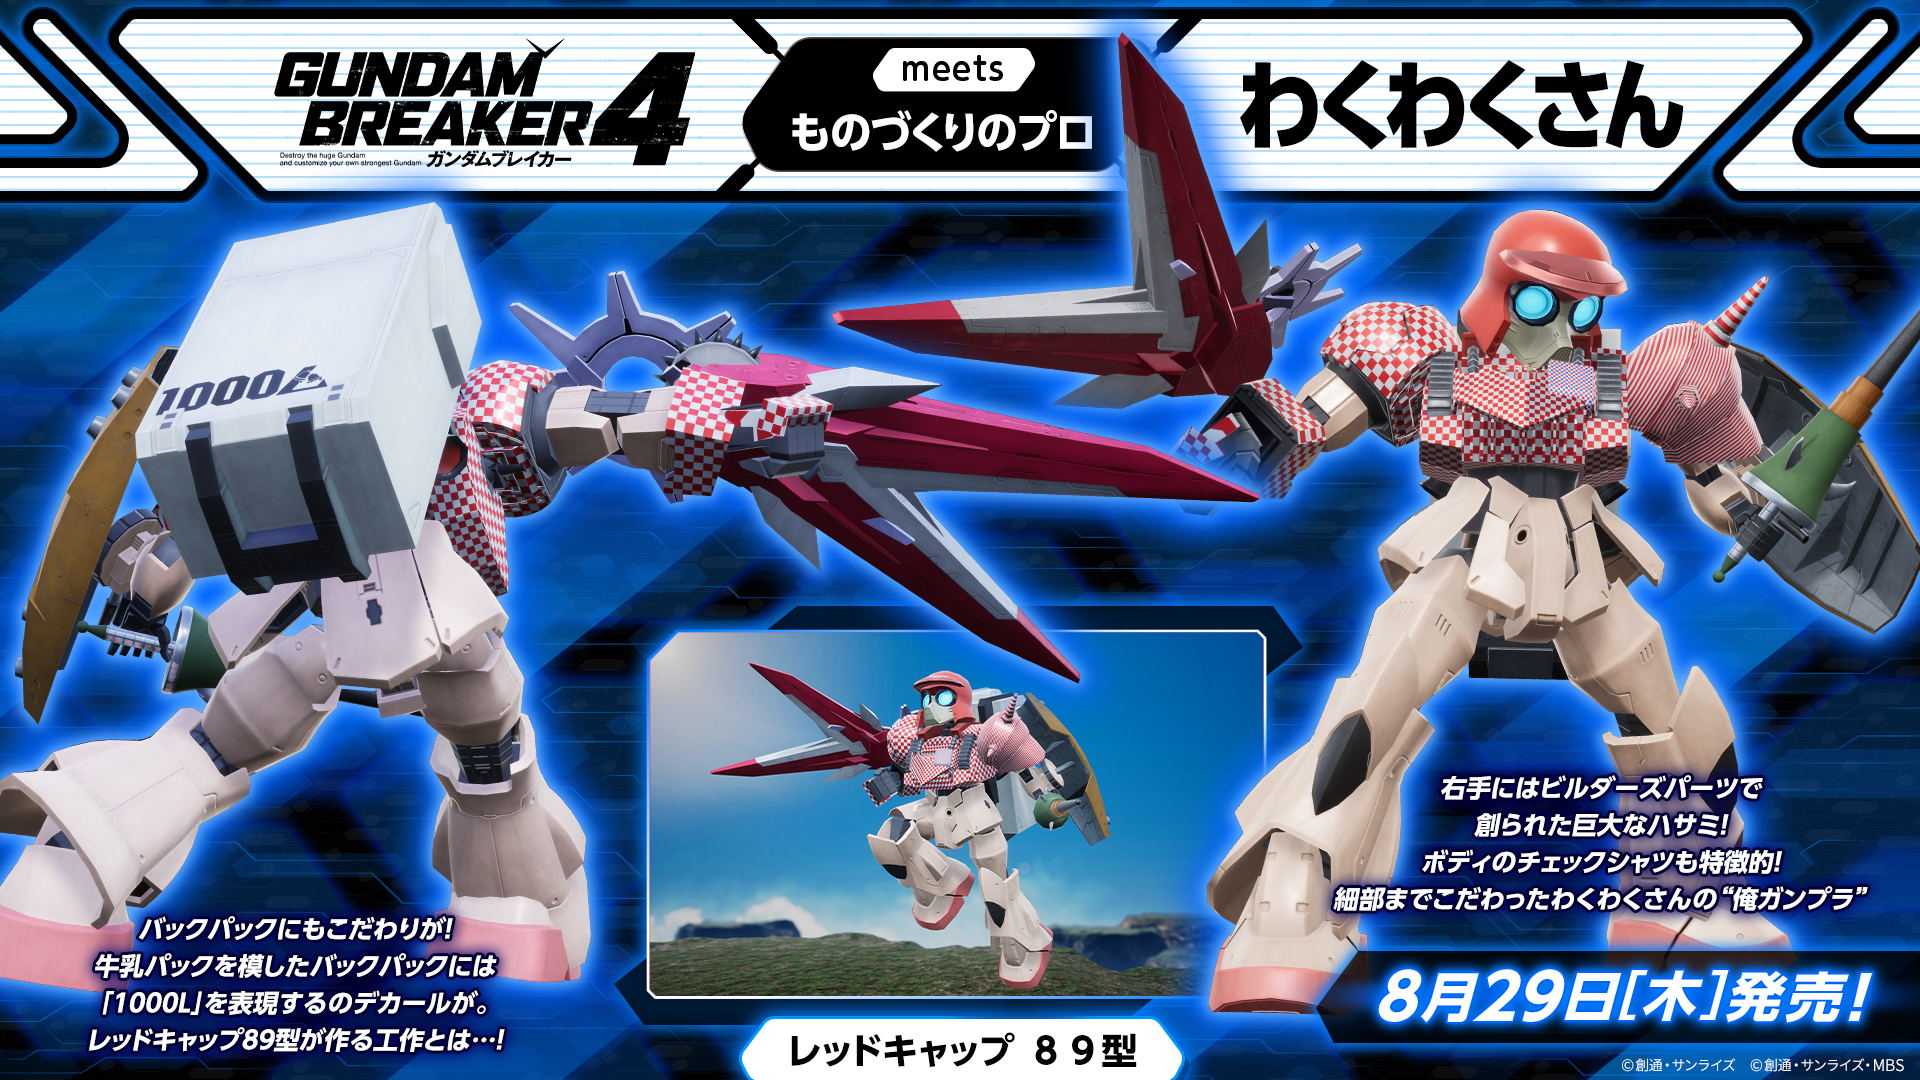 GUNDAM
BREAKER 4
Destroy the huge Gundam
and customize your own strongest Gundam
ガンダムブレイカー
meets
ものづくりのプロ
わくわくさん
1000L
右手にはビルダーズパーツで
創られた巨大なハサミ!
ボディのチェックシャツも特徴的!
細部までこだわったわくわくさんの“俺ガンプラ”
バックパックにもこだわりが!
牛乳パックを模したバックパックには
「1000L」を表現するのデカールが。
レッドキャップ89型が作る工作とは…!
レッドキャップ 89型
8月29日[木]発売!
©創通・サンライズ ©創通・サンライズ・MBS